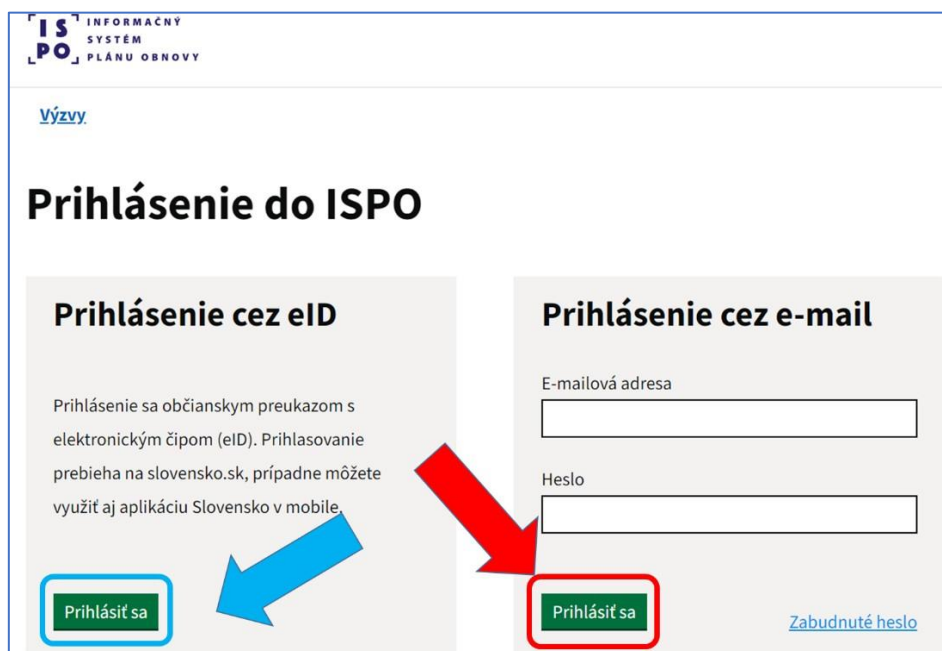 IS INFORMAČNÝ
SYSTÉM
PO PLÁNU OBNOVY
Výzvy
Prihlásenie do ISPO
Prihlásenie cez eID
Prihlásenie sa občianskym preukazom s
elektronickým čipom (eID). Prihlasovanie
prebieha na slovensko.sk, prípadne môžete
využiť aj aplikáciu Slovensko v mobile.
Prihlásiť sa
Prihlásenie cez e-mail
E-mailová adresa
Heslo
Prihlásiť sa
Zabudnuté heslo